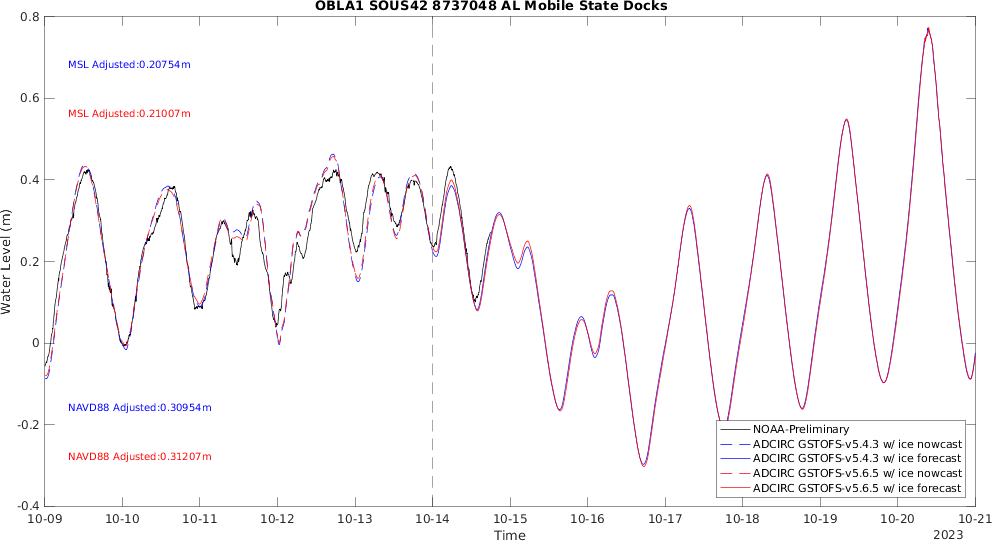 OBLA1 SOUS42 8737048 AL Mobile State Docks
0.8
0.6
0.4
0.2
0
-0.2
-0.4
Water Level (m)
MSL Adjusted:0.20754m
MSL Adjusted:0.21007m
NAVD88 Adjusted:0.30954m
NAVD88 Adjusted:0.31207m
NOAA-Preliminary
ADCIRC GSTOFS-v5.4.3 w/ ice nowcast
ADCIRC GSTOFS-v5.4.3 w/ ice forecast
ADCIRC GSTOFS-v5.6.5 w/ ice nowcast
ADCIRC GSTOFS-v5.6.5 w/ ice forecast
10-09 10-10 10-11 10-12 10-13 10-14 10-15 10-16 10-17 10-18 10-19 10-20 10-21
Time
2023